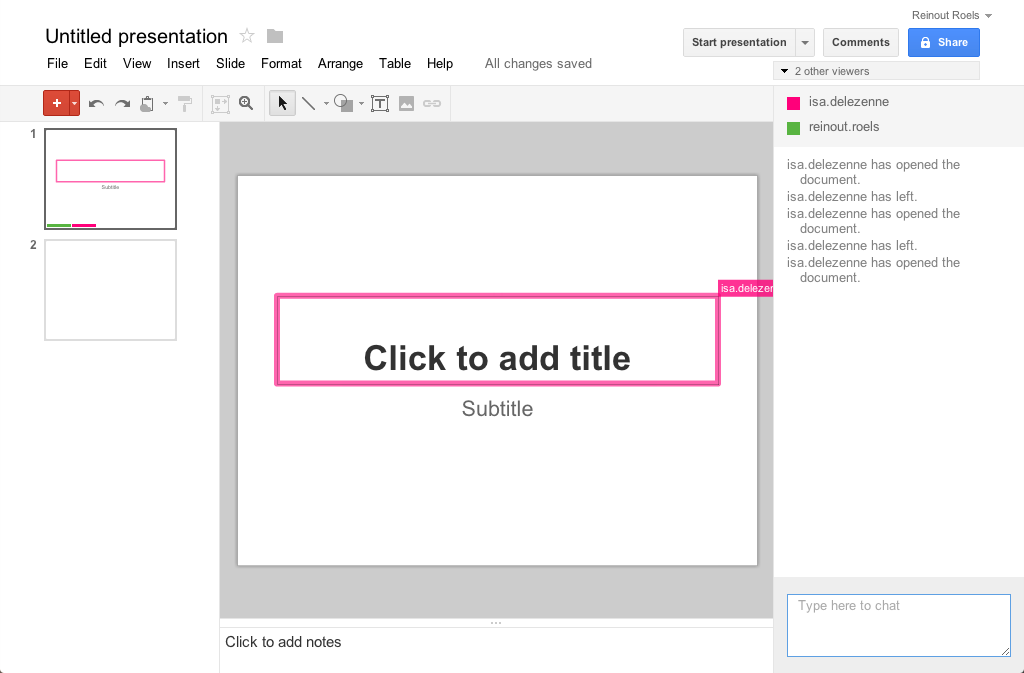 Reinout Roels
Untitled presentation
Start presentation
Comments
Share
File Edit View Insert Slide Format Arrange Table Help All changes saved
2 other viewers
isa.delezenne
reinout.roels
isa.delezenne has opened the
document.
isa.delezenne has left.
isa.delezenne has opened the
document.
isa.delezenne has left.
isa.delezenne has opened the
document.
1
Subtitle
2
isa.delezen
Click to add title
Subtitle
Click to add notes
Type here to chat